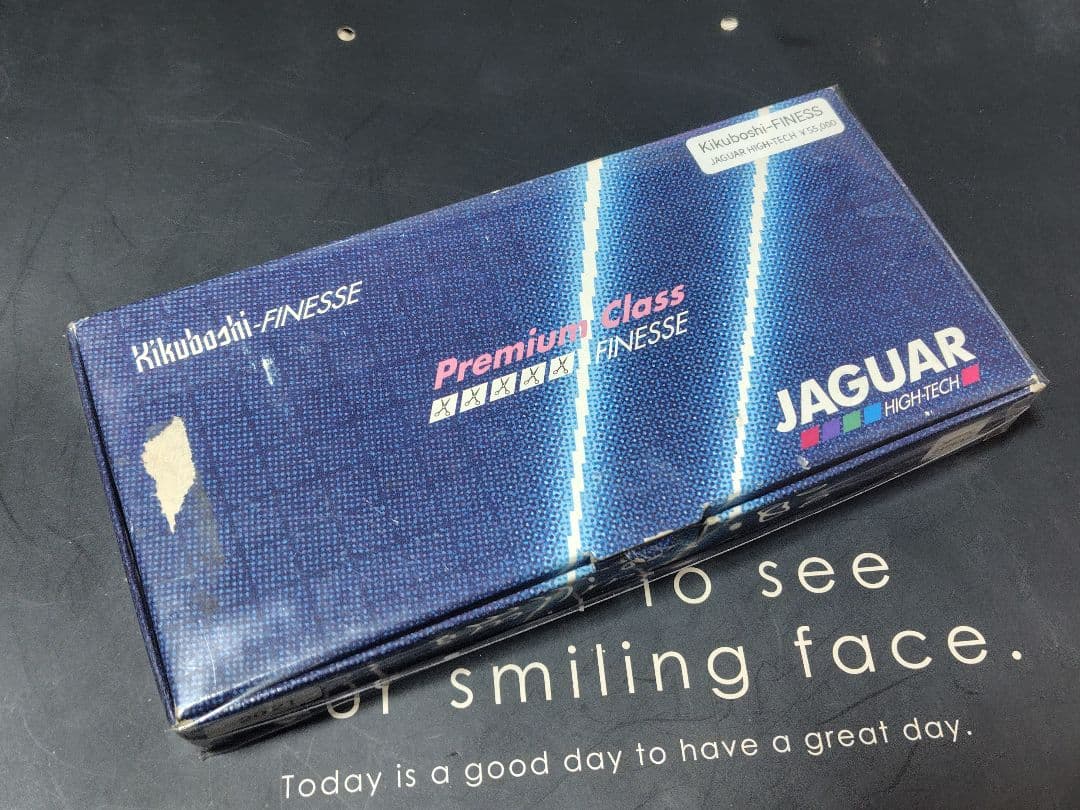 Kikuboshi-FINESS
JAGUAR HIGH-TECH ¥55,000
Kikuboshi-FINESSE
Premium Class
FINESSE
JAGUAR
HIGH-TECH
to see
smiling face.
Today is a good day to have a great day.